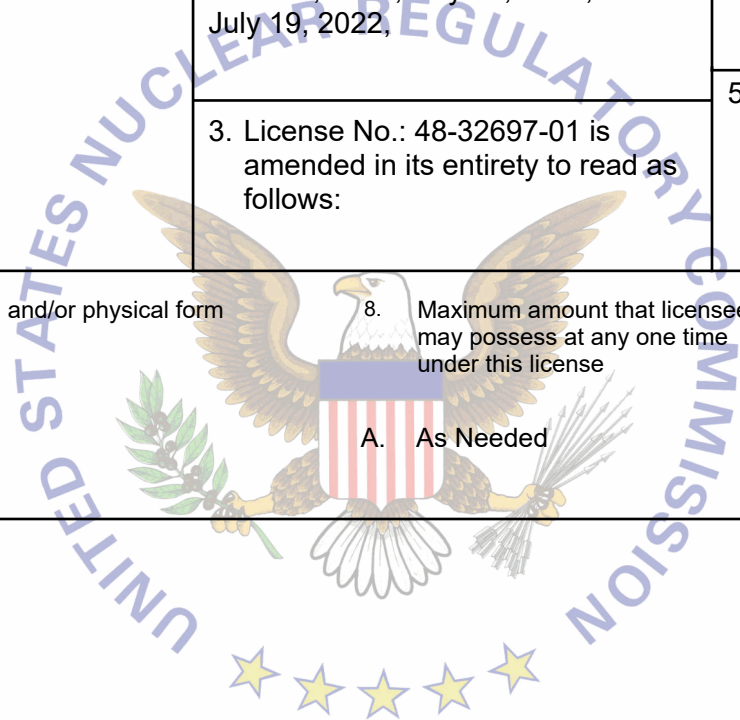 July 19, 2022,
5
3. License No.: 48-32697-01 is
amended in its entirety to read as
follows:
and/or physical form
8. Maximum amount that licensee
may possess at any one time
under this license
A. As Needed
UNITED STATES NUCLEAR REGULATORY COMMISSION